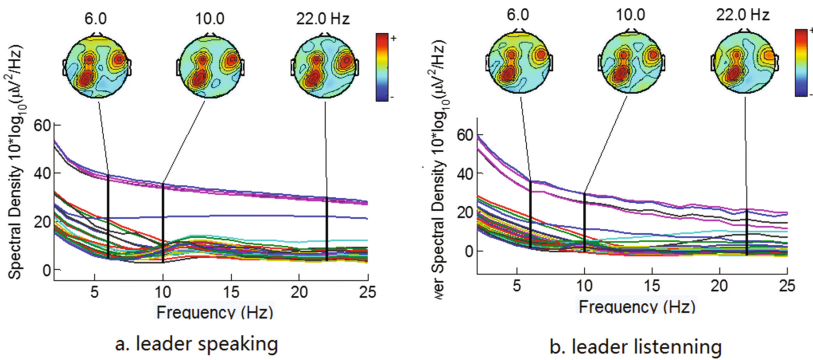 6.0 10.0 22.0 Hz
+
-
Spectral Density 10*log10(μV2/Hz)
60
40
20
0
5 10 15 20 25
Frequency (Hz)
a. leader speaking
6.0 10.0 22.0 Hz
+
-
wer Spectral Density 10*log10(μV2/Hz)
60
40
20
0
5 10 15 20 25
Frequency (Hz)
b. leader listenning